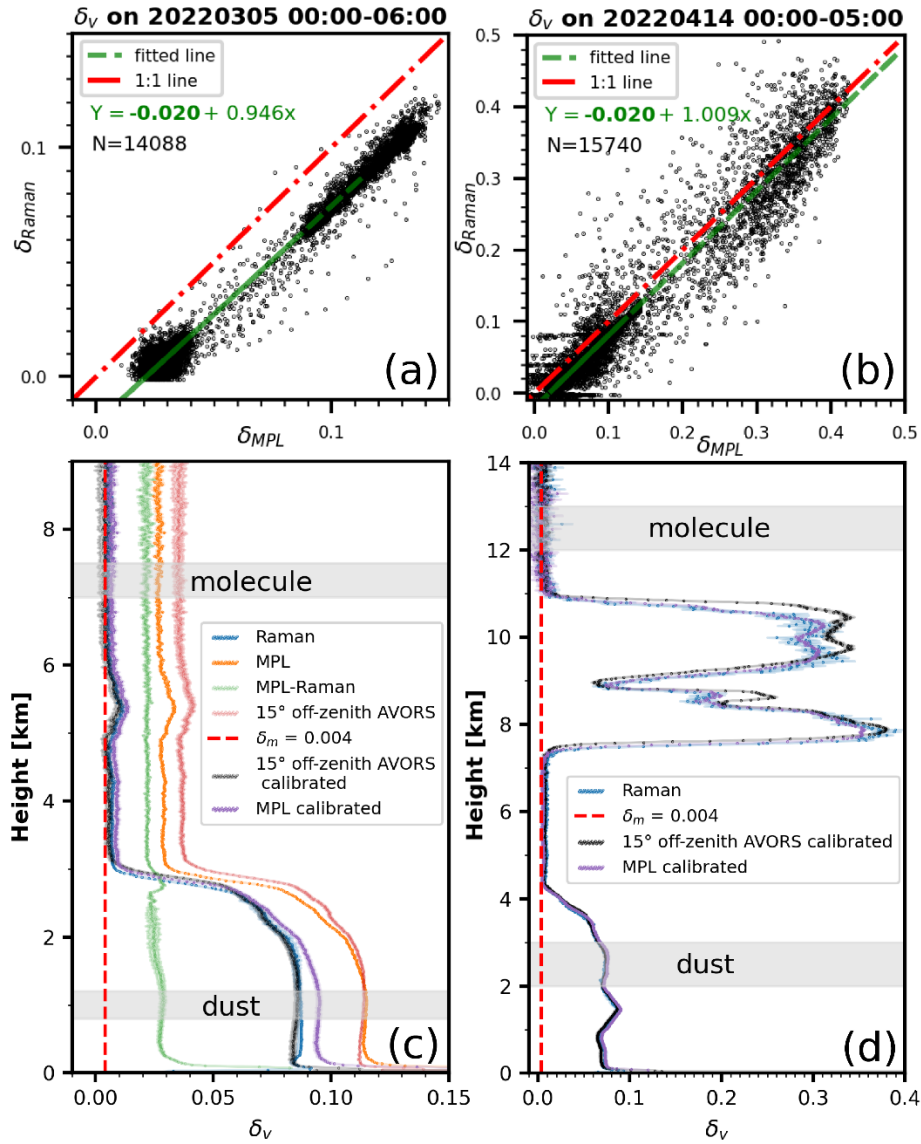 δv on 20220305 00:00-06:00
fitted line
1:1 line
Y = -0.020 + 0.946x
N=14088
0.1
0.0
δRaman
0.0
0.1
δMPL
(a)
δv on 20220414 00:00-05:00
fitted line
1:1 line
Y = -0.020 + 1.009x
N=15740
0.5
0.4
0.3
0.2
0.1
0.0
δRaman
0.0
0.1
0.2
0.3
0.4
0.5
δMPL
(b)
8
6
4
2
0
Height [km]
molecule
Raman
MPL
MPL-Raman
15° off-zenith AVORS
δm = 0.004
15° off-zenith AVORS
calibrated
MPL calibrated
dust
(c)
0.00
0.05
0.10
0.15
δv
14
12
10
8
6
4
2
0
Height [km]
molecule
Raman
δm = 0.004
15° off-zenith AVORS calibrated
MPL calibrated
dust
(d)
0.0
0.1
0.2
0.3
0.4
δv